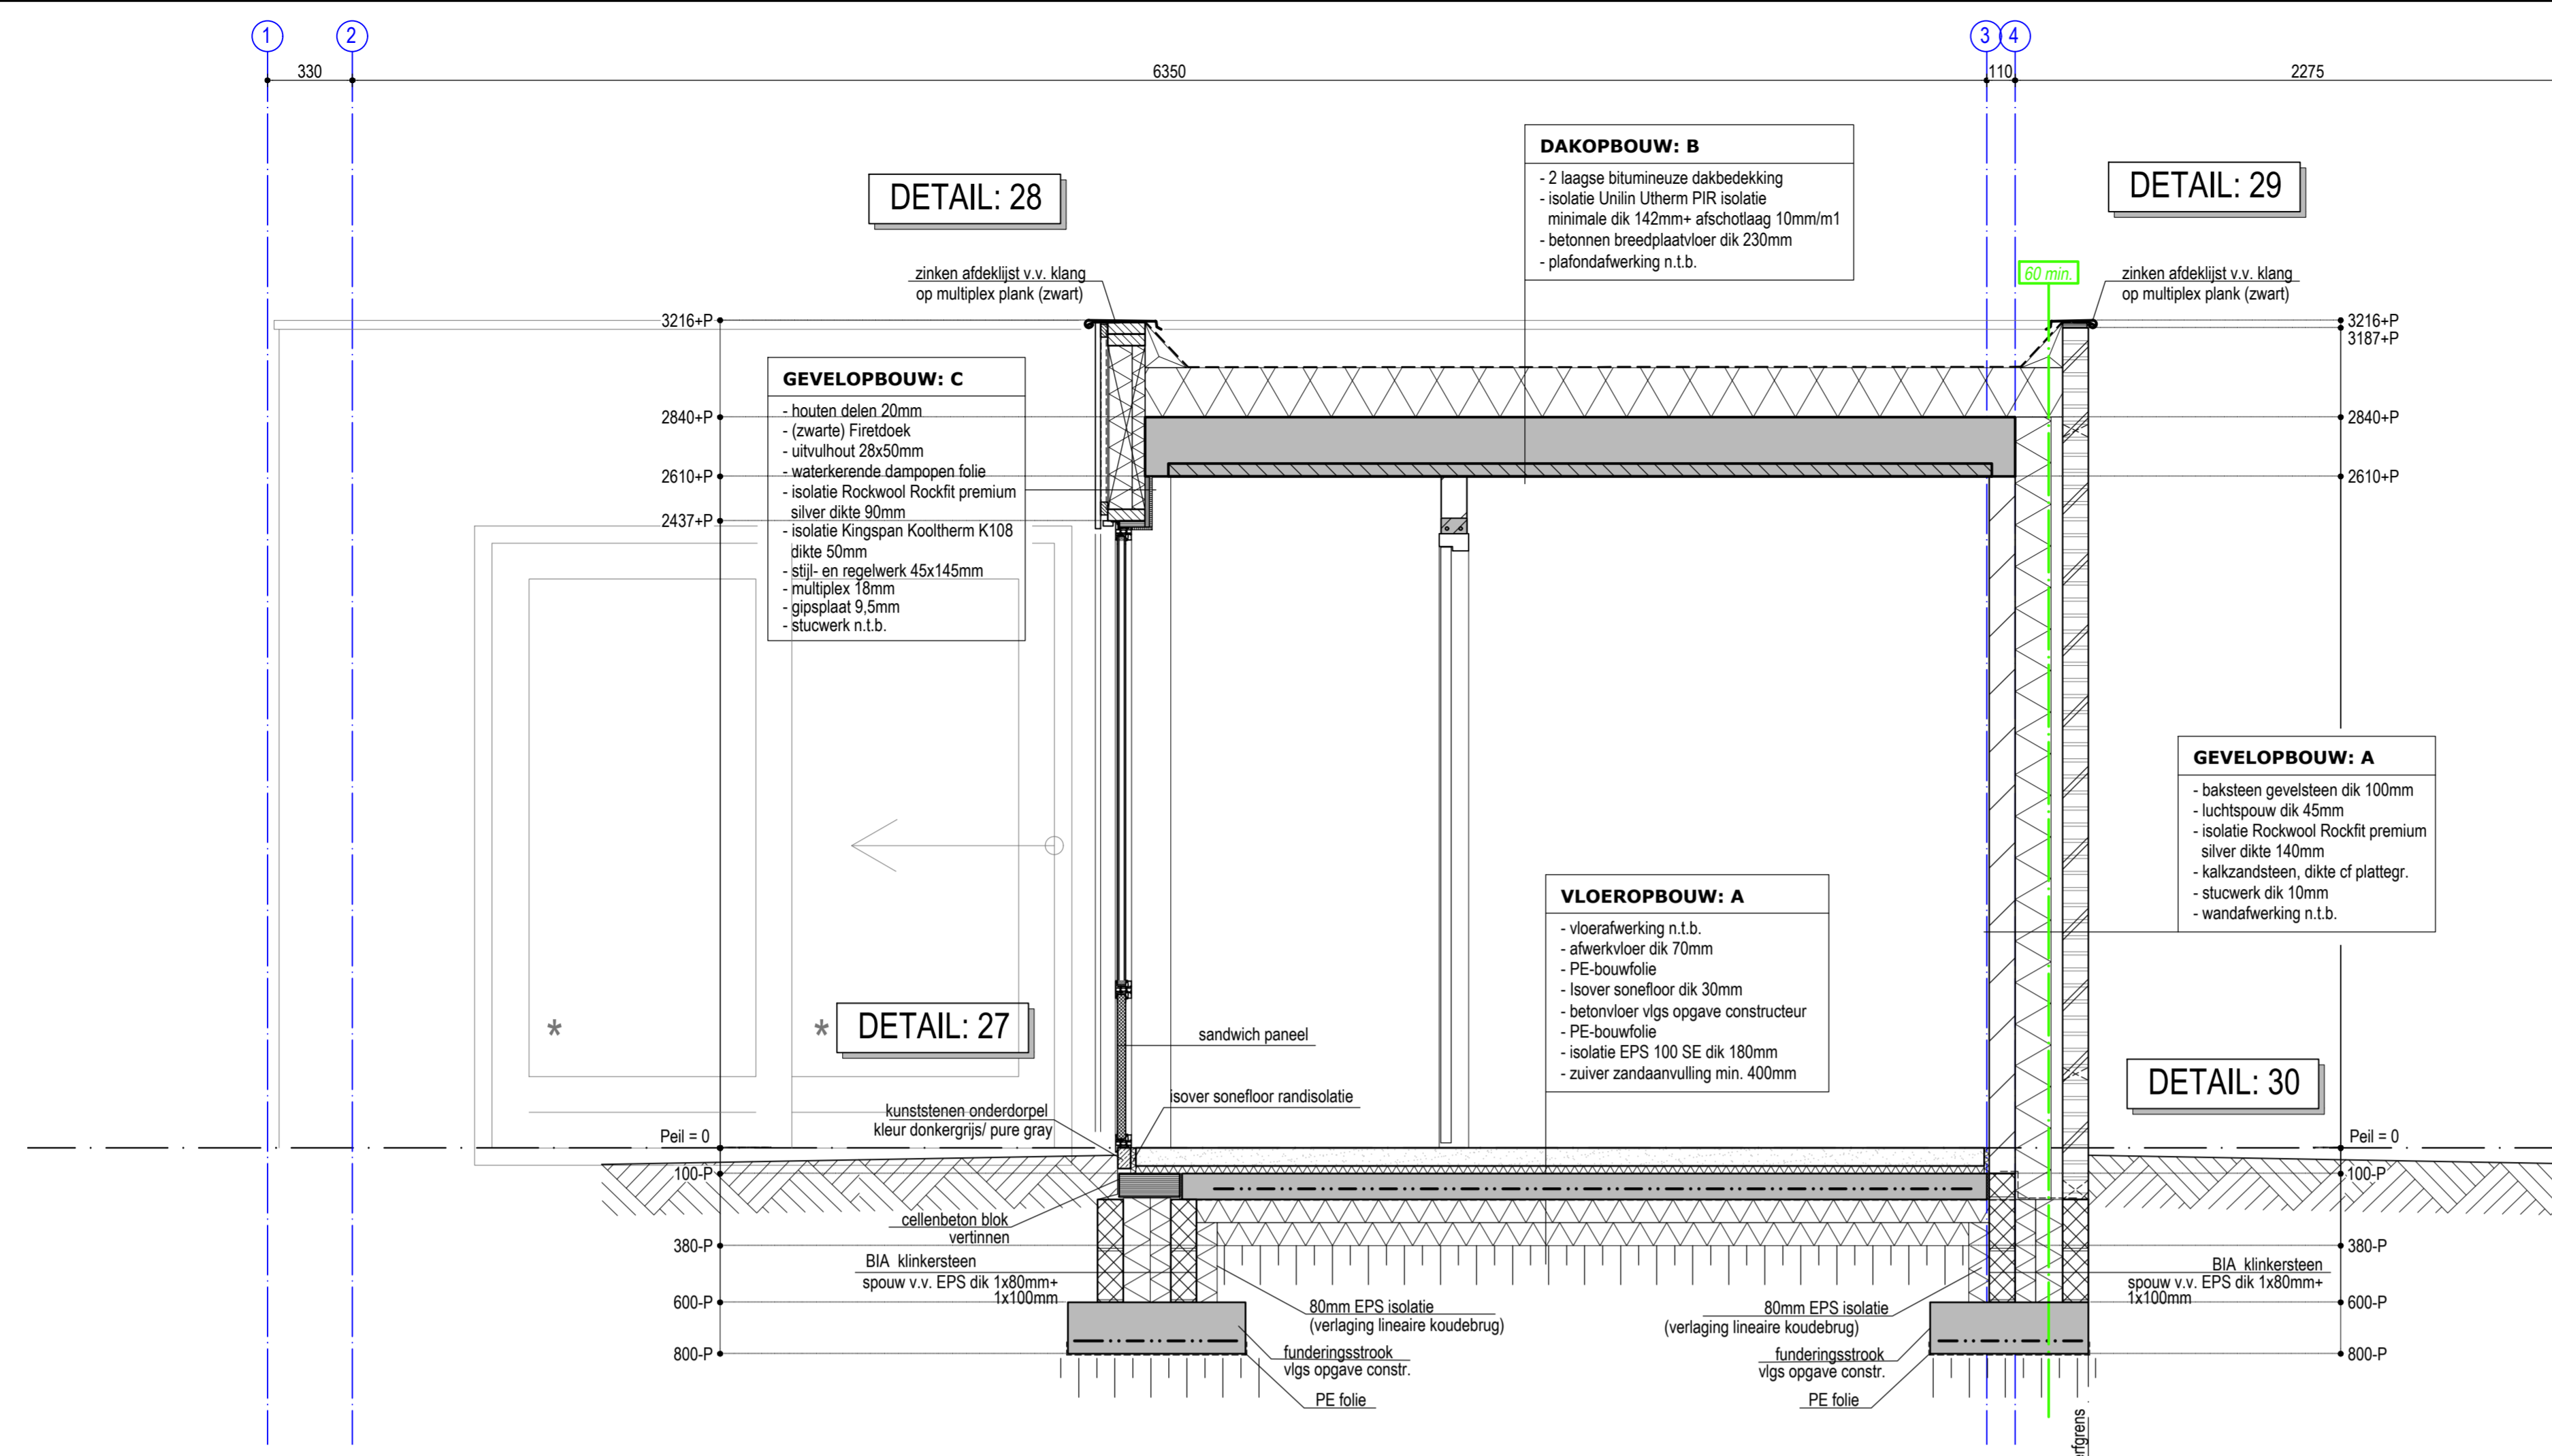 1
2
3
4
330
6350
110
2275
DAKOPBOUW: B
- 2 laagse bitumineuze dakbedekking
- isolatie Unilin Utherm PIR isolatie
minimale dik 142mm+ afschotlaag 10mm/m1
- betonnen breedplaatvloer dik 230mm
- plafondafwerking n.t.b.
DETAIL: 28
DETAIL: 29
zinken afdeklijst v.v. klang
op multiplex plank (zwart)
60 min.
zinken afdeklijst v.v. klang
op multiplex plank (zwart)
3216+P
2840+P
2610+P
2437+P
3216+P
3187+P
2840+P
2610+P
GEVELOPBOUW: C
- houten delen 20mm
- (zwarte) Firetdoek
- uitvulhout 28x50mm
- waterkerende dampopen folie
- isolatie Rockwool Rockfit premium
silver dikte 90mm
- isolatie Kingspan Kooltherm K108
dikte 50mm
- stijl- en regelwerk 45x145mm
- multiplex 18mm
- gipsplaat 9,5mm
- stucwerk n.t.b.
GEVELOPBOUW: A
- baksteen gevelsteen dik 100mm
- luchtspouw dik 45mm
- isolatie Rockwool Rockfit premium
silver dikte 140mm
- kalkzandsteen, dikte cf plattegr.
- stucwerk dik 10mm
- wandafwerking n.t.b.
VLOEROPBOUW: A
- vloerafwerking n.t.b.
- afwerkvloer dik 70mm
- PE-bouwfolie
- Isover sonefloor dik 30mm
- betonvloer vlgs opgave constructeur
- PE-bouwfolie
- isolatie EPS 100 SE dik 180mm
- zuiver zandaanvulling min. 400mm
*
*
DETAIL: 27
sandwich paneel
DETAIL: 30
isover sonefloor randisolatie
kunststenen onderdorpel
kleur donkergrijs/ pure gray
Peil = 0
100-P
380-P
600-P
800-P
Peil = 0
100-P
380-P
600-P
800-P
cellenbeton blok
vertinnen
BIA klinkersteen
spouw v.v. EPS dik 1x80mm+
1x100mm
BIA klinkersteen
spouw v.v. EPS dik 1x80mm+
1x100mm
80mm EPS isolatie
(verlaging lineaire koudebrug)
80mm EPS isolatie
(verlaging lineaire koudebrug)
funderingsstrook
vlgs opgave constr.
funderingsstrook
vlgs opgave constr.
PE folie
PE folie